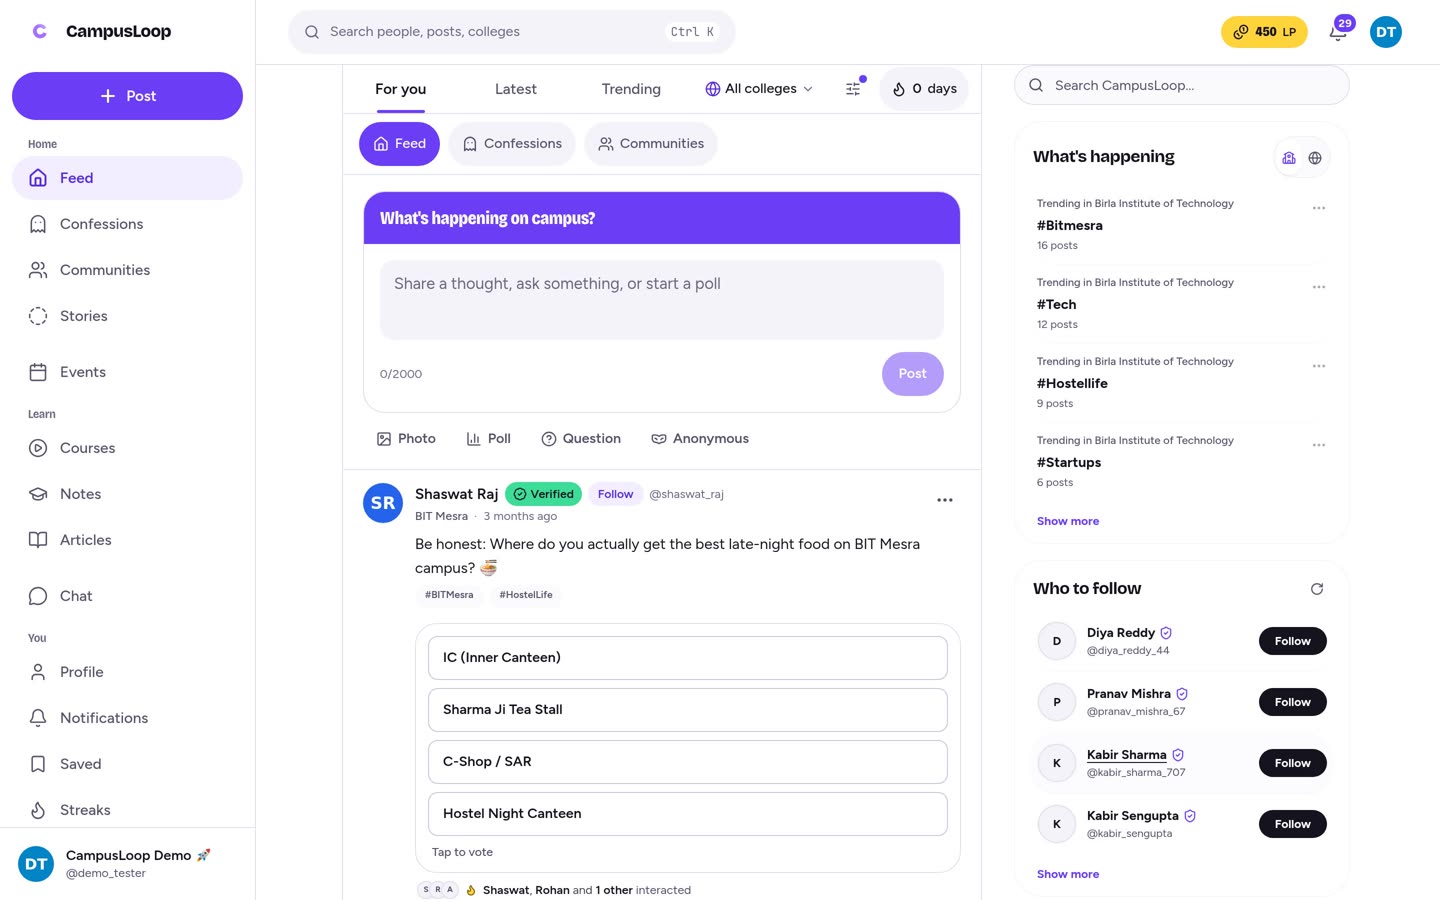 CampusLoop
Search people, posts, colleges
Ctrl K
450 LP
29
DT
Post
Home
Feed
Confessions
Communities
Stories
Events
Learn
Courses
Notes
Articles
Chat
You
Profile
Notifications
Saved
Streaks
DT
CampusLoop Demo 🚀
@demo_tester
For you
Latest
Trending
All colleges
0 days
Feed
Confessions
Communities
What's happening on campus?
Share a thought, ask something, or start a poll
0/2000
Post
Photo
Poll
Question
Anonymous
SR
Shaswat Raj Verified Follow @shaswat_raj
BIT Mesra · 3 months ago
Be honest: Where do you actually get the best late-night food on BIT Mesra
campus? 🍜
#BITMesra #HostelLife
IC (Inner Canteen)
Sharma Ji Tea Stall
C-Shop / SAR
Hostel Night Canteen
Tap to vote
S R A Shaswat, Rohan and 1 other interacted
Search CampusLoop...
What's happening
Trending in Birla Institute of Technology
#Bitmesra
16 posts
Trending in Birla Institute of Technology
#Tech
12 posts
Trending in Birla Institute of Technology
#Hostellife
9 posts
Trending in Birla Institute of Technology
#Startups
6 posts
Show more
Who to follow
D
Diya Reddy
@diya_reddy_44
Follow
P
Pranav Mishra
@pranav_mishra_67
Follow
K
Kabir Sharma
@kabir_sharma_707
Follow
K
Kabir Sengupta
@kabir_sengupta
Follow
Show more